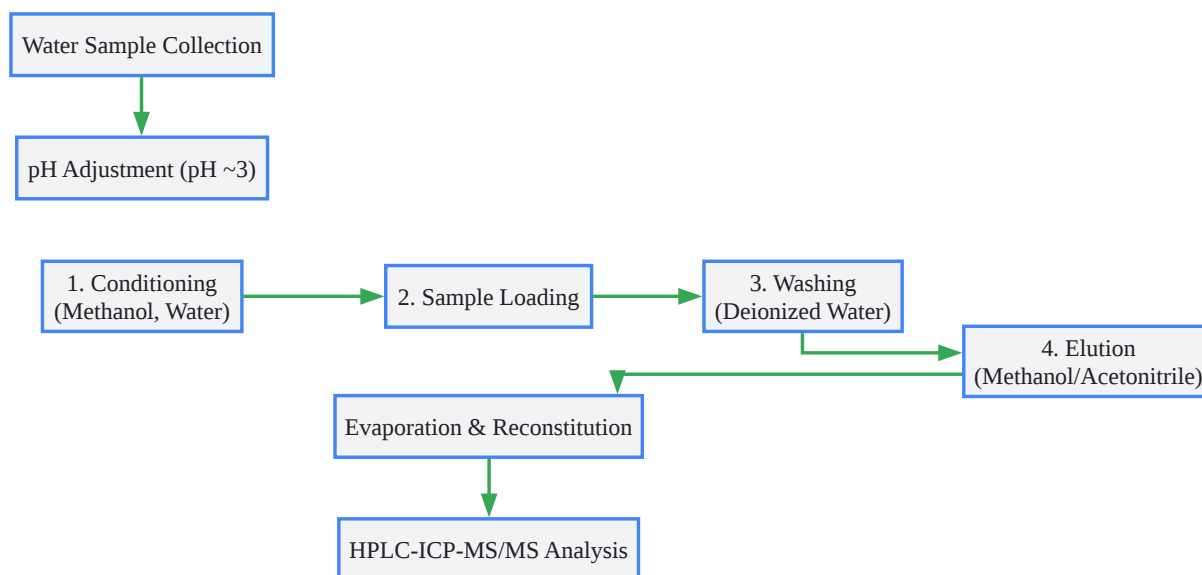 Water Sample Collection
pH Adjustment (pH ~3)
1. Conditioning
(Methanol, Water)
2. Sample Loading
3. Washing
(Deionized Water)
4. Elution
(Methanol/Acetonitrile)
Evaporation & Reconstitution
HPLC-ICP-MS/MS Analysis